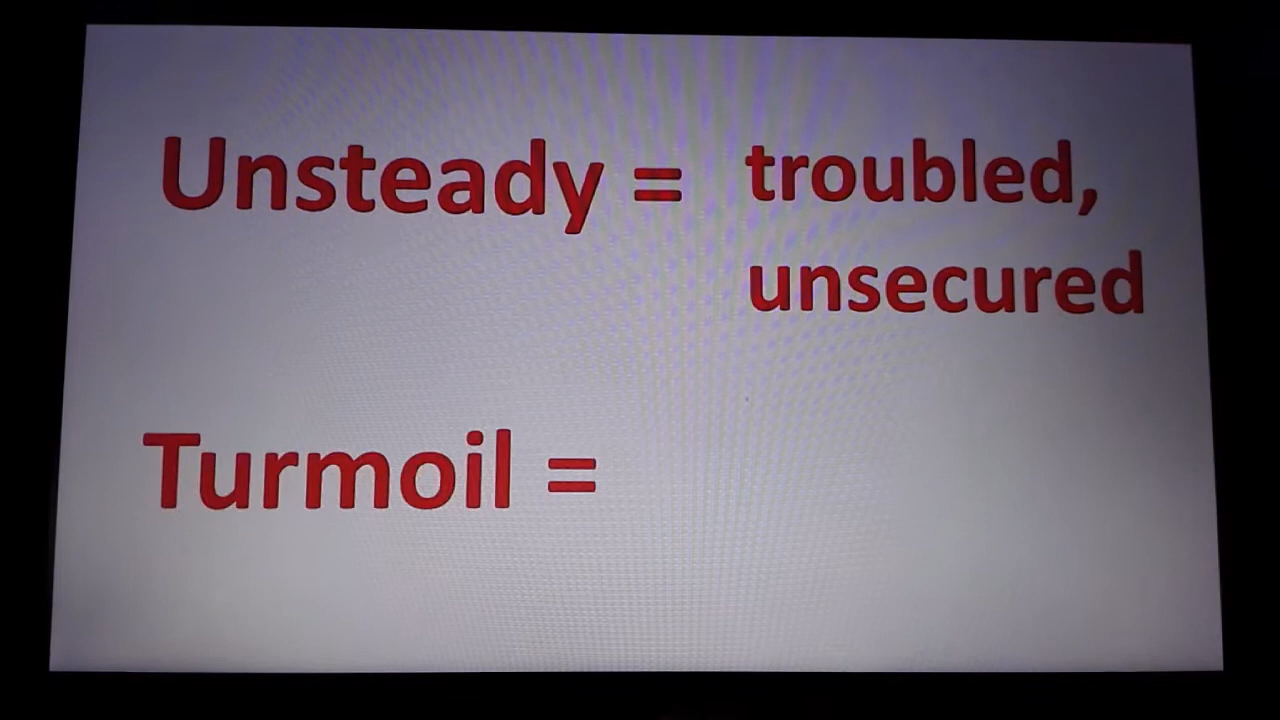 Unsteady = troubled,
unsecured
Turmoil =